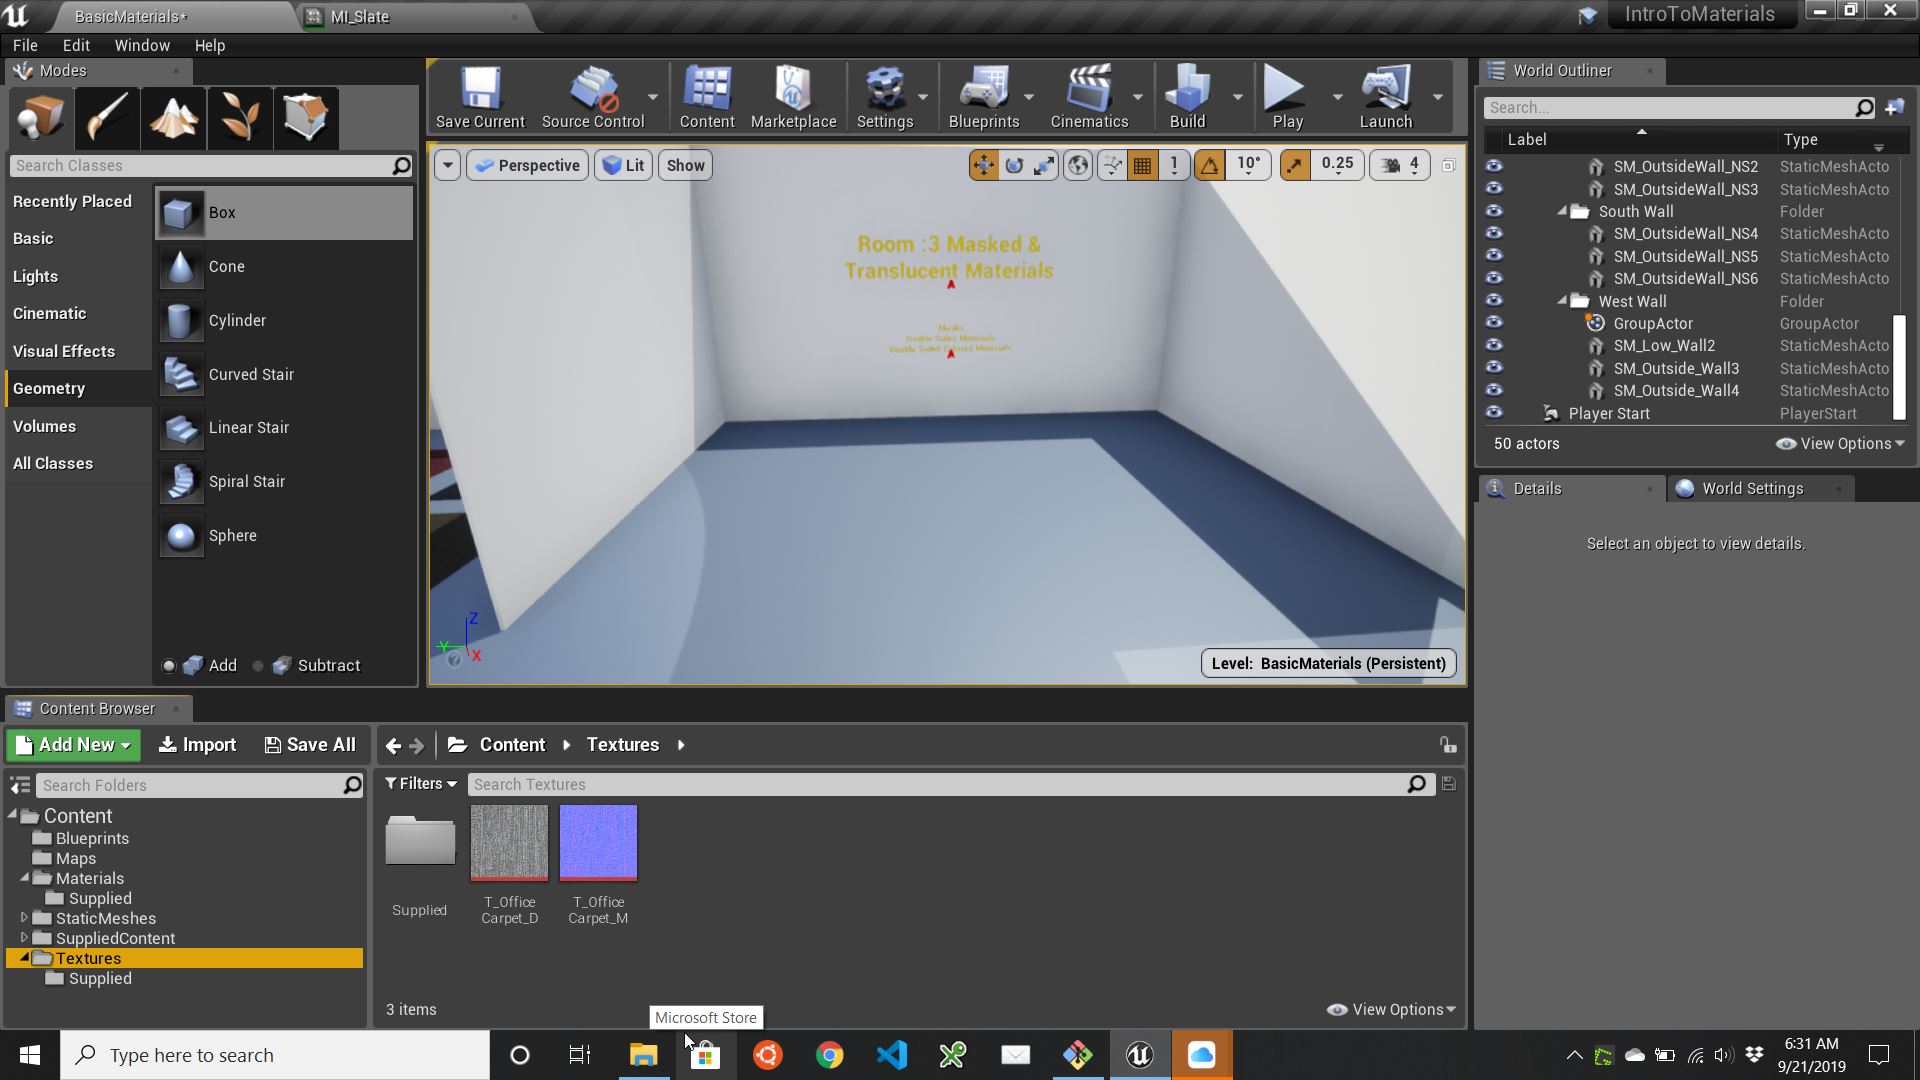 BasicMaterials*
MI_Slate
IntroToMaterials
File Edit Window Help
Modes
Search Classes
Recently Placed
Basic
Lights
Cinematic
Visual Effects
Geometry
Volumes
All Classes
Box
Cone
Cylinder
Curved Stair
Linear Stair
Spiral Stair
Sphere
Add Subtract
Save Current Source Control Content Marketplace Settings Blueprints Cinematics Build Play Launch
Perspective Lit Show 1 10° 0.25 4
Room :3 Masked &
Translucent Materials
Masks
Double Sided Materials
Double Sided Colored Materials
Z
Y
X
Level: BasicMaterials (Persistent)
World Outliner
Search...
Label Type
SM_OutsideWall_NS2 StaticMeshActo
SM_OutsideWall_NS3 StaticMeshActo
South Wall Folder
SM_OutsideWall_NS4 StaticMeshActo
SM_OutsideWall_NS5 StaticMeshActo
SM_OutsideWall_NS6 StaticMeshActo
West Wall Folder
GroupActor GroupActor
SM_Low_Wall2 StaticMeshActo
SM_Outside_Wall3 StaticMeshActo
SM_Outside_Wall4 StaticMeshActo
Player Start PlayerStart
50 actors View Options
Details World Settings
Select an object to view details.
Content Browser
Add New Import Save All
Content Textures
Search Folders
Content
Blueprints
Maps
Materials
Supplied
StaticMeshes
SuppliedContent
Textures
Supplied
Filters Search Textures
Supplied
T_Office
Carpet_D
T_Office
Carpet_M
3 items View Options
Microsoft Store
Type here to search
6:31 AM
9/21/2019